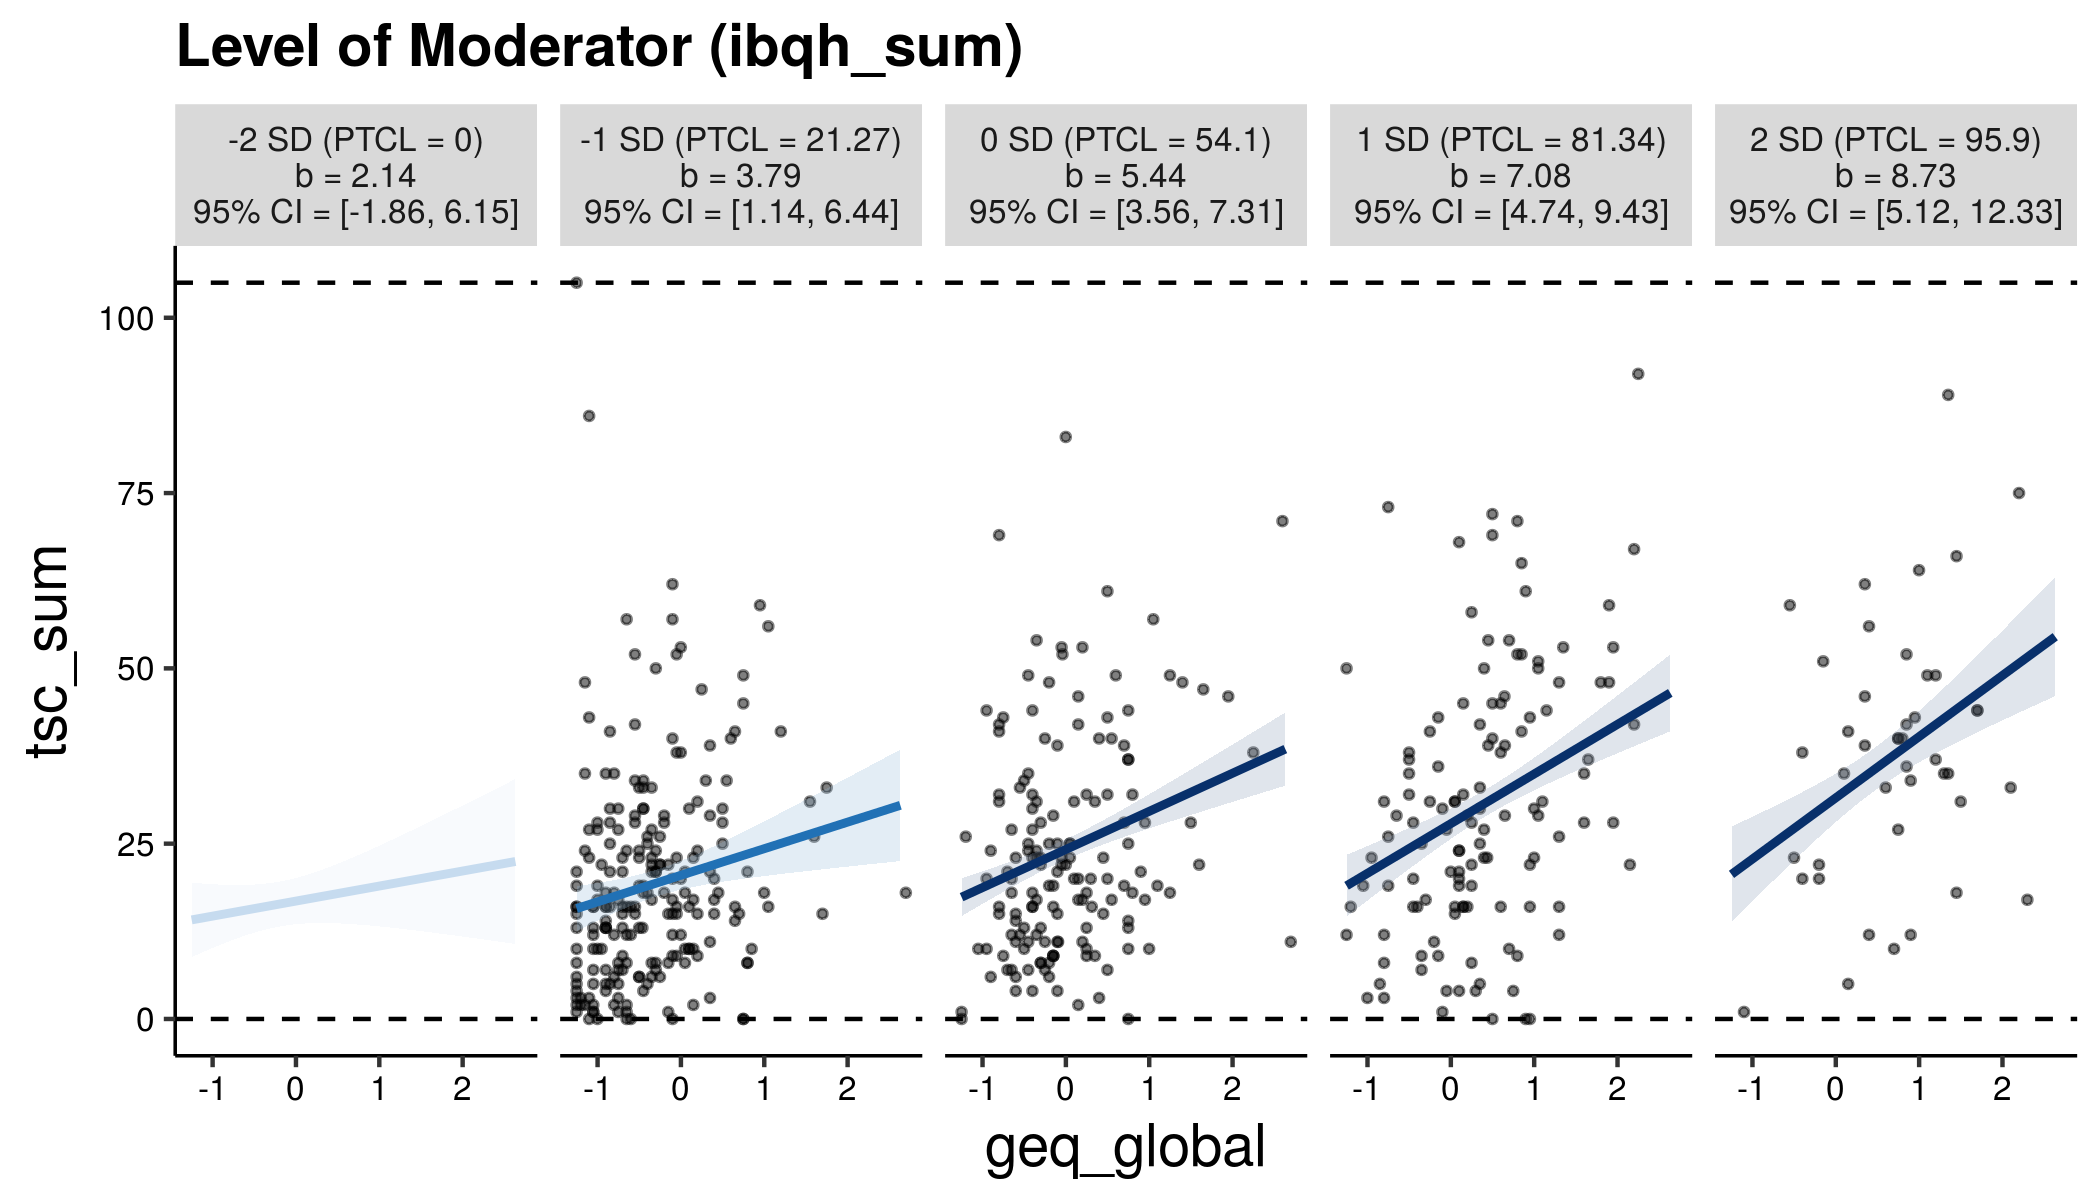 Level of Moderator (ibqh_sum)
-2 SD (PTCL = 0)
b = 2.14
95% CI = [-1.86, 6.15]
-1 SD (PTCL = 21.27)
b = 3.79
95% CI = [1.14, 6.44]
0 SD (PTCL = 54.1)
b = 5.44
95% CI = [3.56, 7.31]
1 SD (PTCL = 81.34)
b = 7.08
95% CI = [4.74, 9.43]
2 SD (PTCL = 95.9)
b = 8.73
95% CI = [5.12, 12.33]
tsc_sum
100
75
50
25
0
-1 0 1 2
-1 0 1 2
-1 0 1 2
-1 0 1 2
-1 0 1 2
geq_global